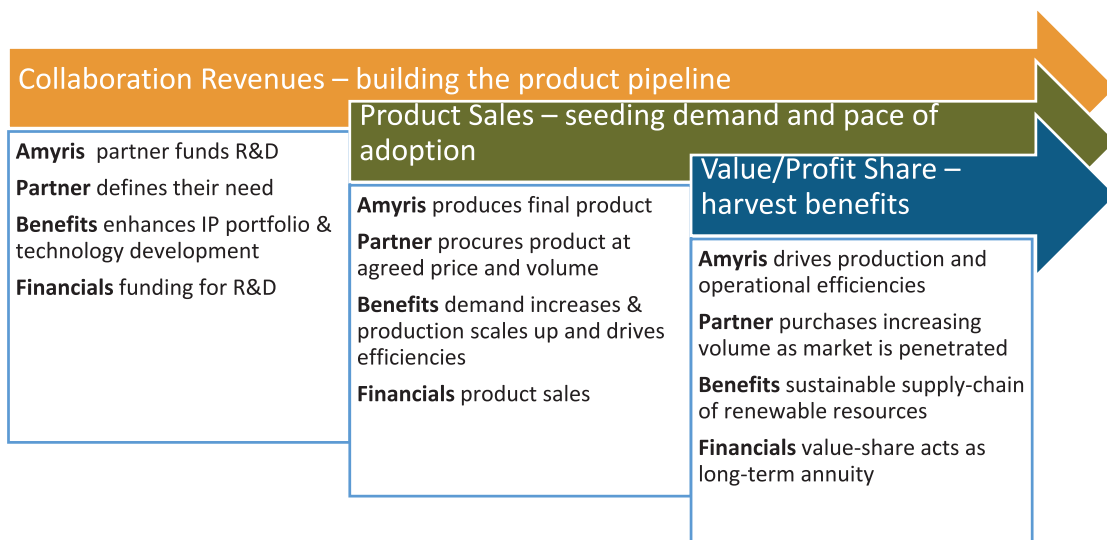 Collaboration Revenues – building the product pipeline
Amyris partner funds R&D
Partner defines their need
Benefits enhances IP portfolio &
technology development
Financials funding for R&D
Product Sales – seeding demand and pace of
adoption
Amyris produces final product
Partner procures product at
agreed price and volume
Benefits demand increases &
production scales up and drives
efficiencies
Financials product sales
Value/Profit Share –
harvest benefits
Amyris drives production and
operational efficiencies
Partner purchases increasing
volume as market is penetrated
Benefits sustainable supply-chain
of renewable resources
Financials value-share acts as
long-term annuity